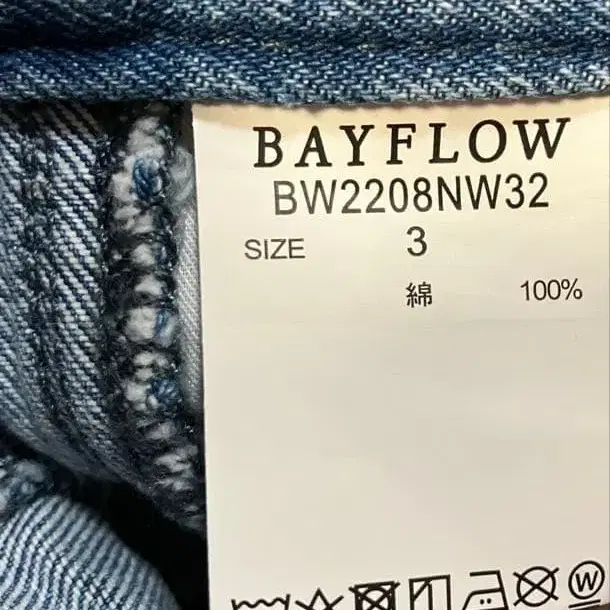 BAYFLOW
BW2208NW32
SIZE 3
綿 100%
W